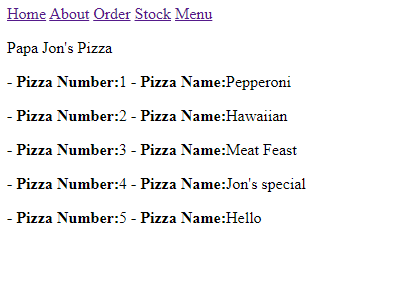 Home About Order Stock Menu
Papa Jon's Pizza
- Pizza Number:1 - Pizza Name:Pepperoni
- Pizza Number:2 - Pizza Name:Hawaiian
- Pizza Number:3 - Pizza Name:Meat Feast
- Pizza Number:4 - Pizza Name:Jon's special
- Pizza Number:5 - Pizza Name:Hello